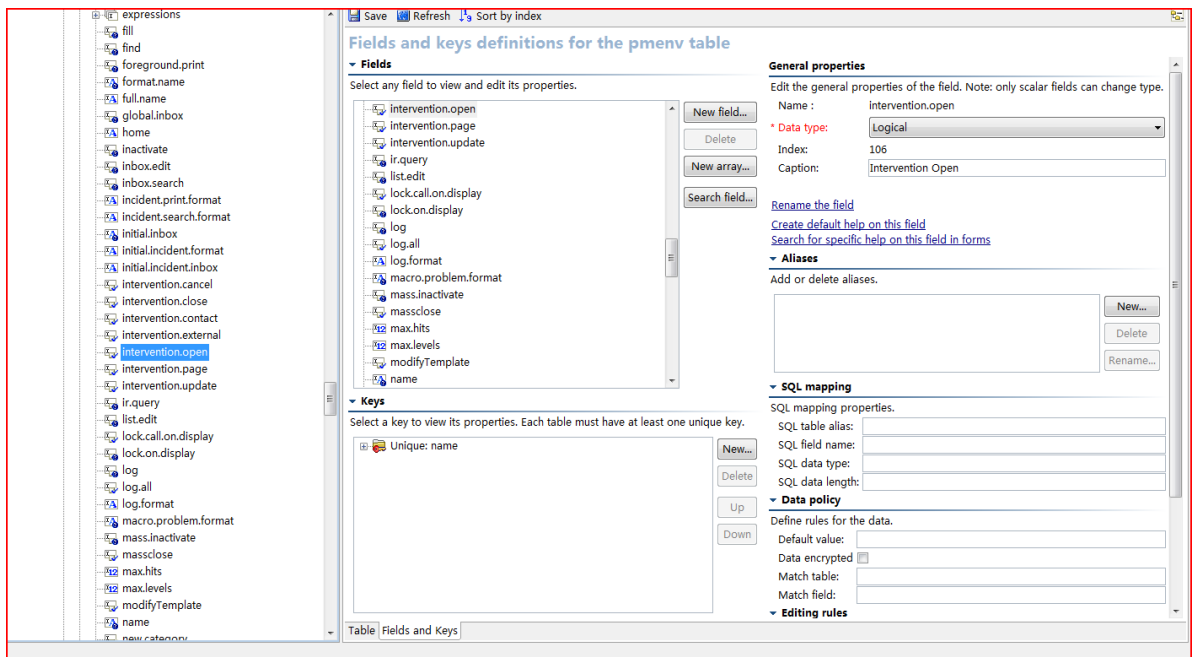 expressions
fill
find
foreground.print
format.name
full.name
global.inbox
home
inactivate
inbox.edit
inbox.search
incident.print.format
incident.search.format
initial.inbox
initial.incident.format
initial.incident.inbox
intervention.cancel
intervention.close
intervention.contact
intervention.external
intervention.open
intervention.page
intervention.update
ir.query
list.edit
lock.call.on.display
lock.on.display
log
log.all
log.format
macro.problem.format
mass.inactivate
massclose
max.hits
max.levels
modifyTemplate
name
new.category
Save Refresh Sort by index
Fields and keys definitions for the pmenv table
Fields
Select any field to view and edit its properties.
intervention.open
intervention.page
intervention.update
ir.query
list.edit
lock.call.on.display
lock.on.display
log
log.all
log.format
macro.problem.format
mass.inactivate
massclose
max.hits
max.levels
modifyTemplate
name
New field...
Delete
New array...
Search field...
Keys
Select a key to view its properties. Each table must have at least one unique key.
Unique: name
New...
Delete
Up
Down
Table Fields and Keys
General properties
Edit the general properties of the field. Note: only scalar fields can change type.
Name : intervention.open
* Data type: Logical
Index: 106
Caption: Intervention Open
Rename the field
Create default help on this field
Search for specific help on this field in forms
Aliases
Add or delete aliases.
New...
Delete
Rename...
SQL mapping
SQL mapping properties.
SQL table alias:
SQL field name:
SQL data type:
SQL data length:
Data policy
Define rules for the data.
Default value:
Data encrypted
Match table:
Match field:
Editing rules